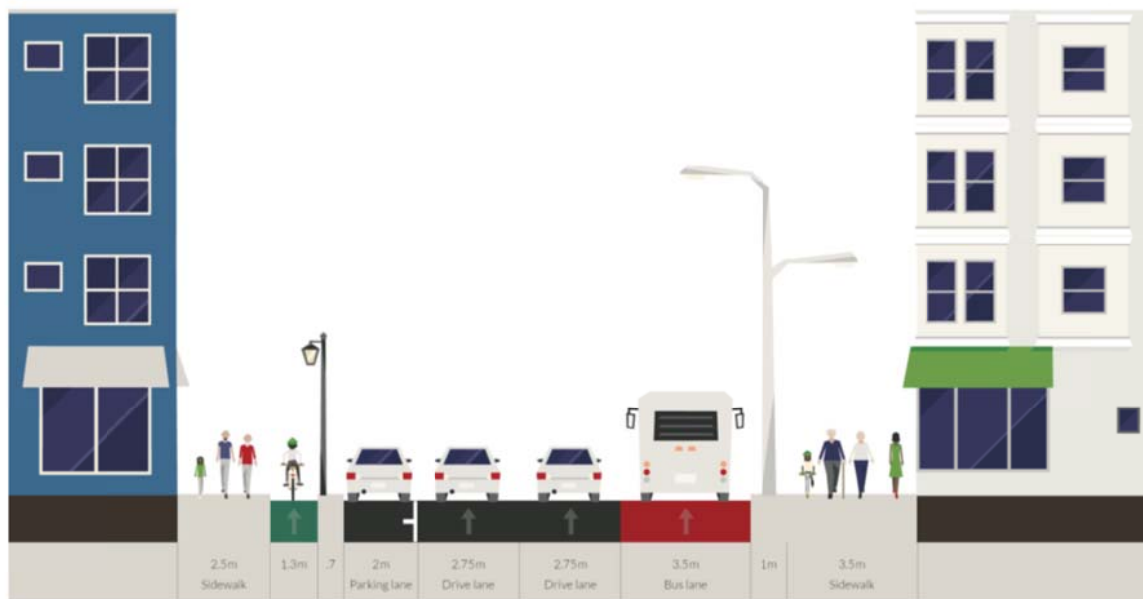 2.5m
Sidewalk
1.3m
.7
2m
Parking lane
2.75m
Drive lane
2.75m
Drive lane
3.5m
Bus lane
1m
3.5m
Sidewalk